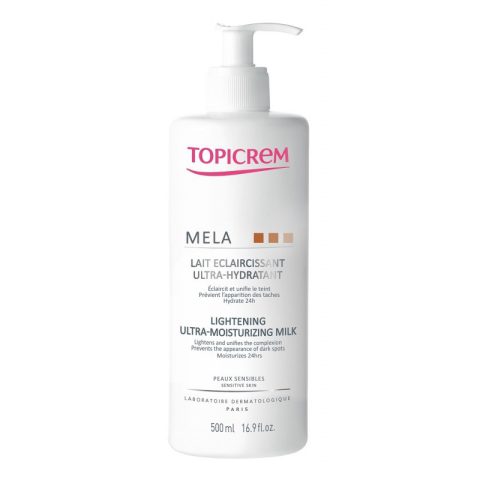 TOPICREM
MELA
LAIT ECLAIRCISSANT
ULTRA-HYDRATANT
Éclaircit et unifie le teint
Prévient l'apparition des taches
Hydrate 24h
LIGHTENING
ULTRA-MOISTURIZING MILK
Lightens and unifies the complexion
Prevents the appearance of dark spots
Moisturizes 24hrs
PEAUX SENSIBLES
SENSITIVE SKIN
LABORATOIRE DERMATOLOGIQUE
PARIS
500 ml 16.9 fl.oz.